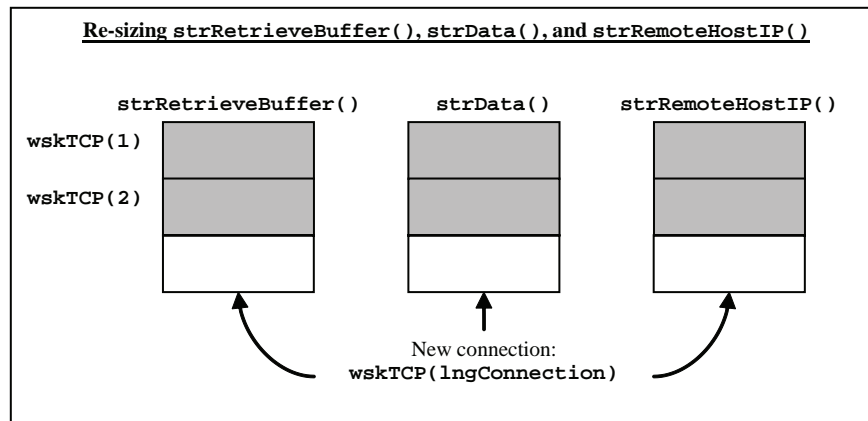 Re-sizing strRetrieveBuffer(), strData(), and strRemoteHostIP()
strRetrieveBuffer() strData() strRemoteHostIP()
wskTCP(1)
wskTCP(2)
New connection:
wskTCP(lngConnection)